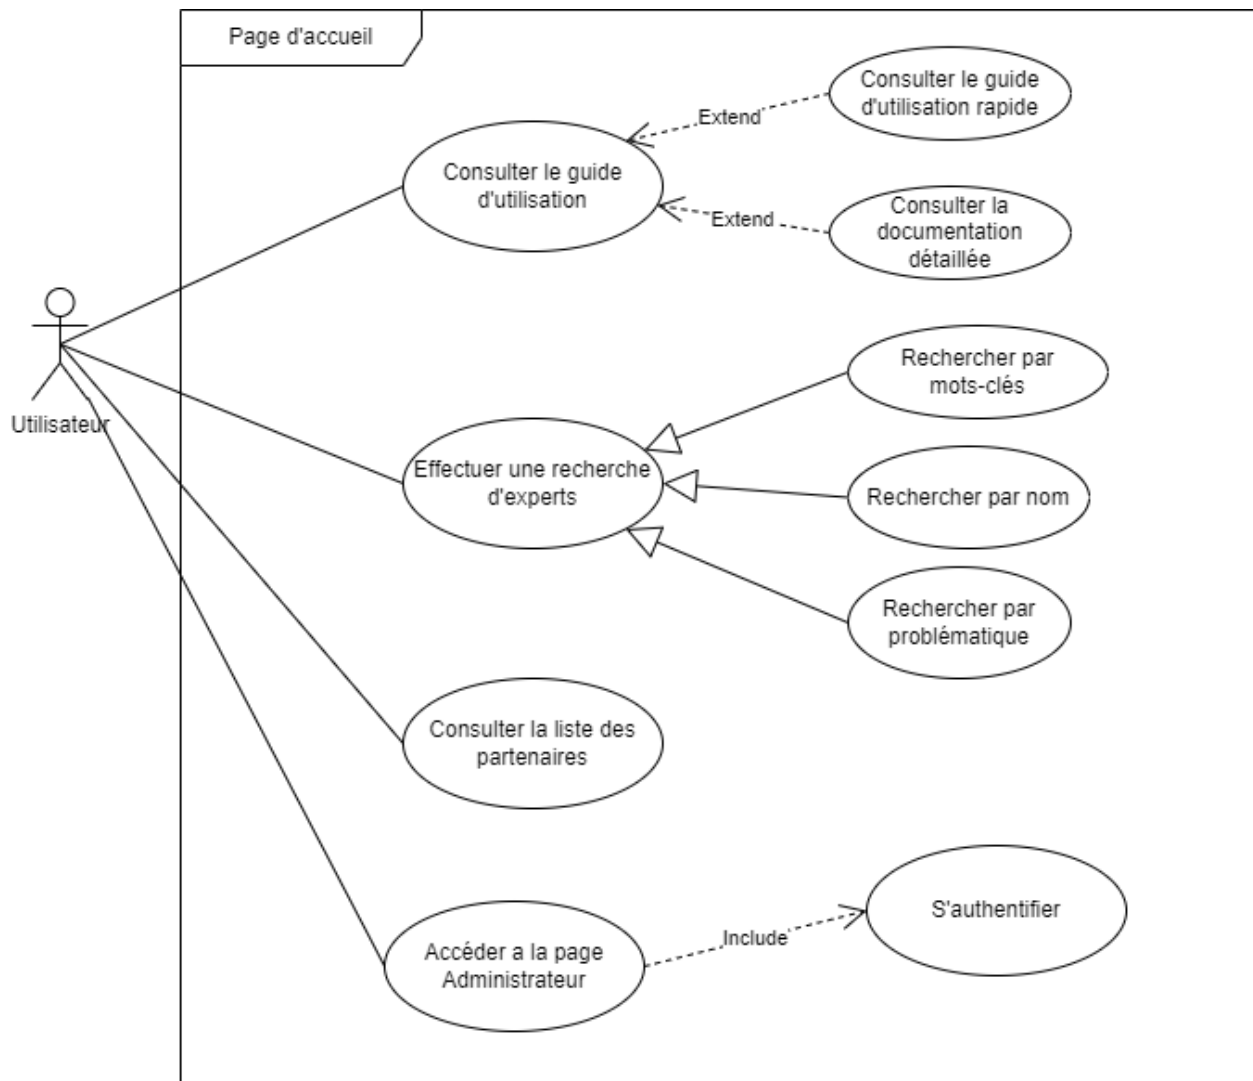 Page d'accueil
Consulter le guide
d'utilisation rapide
Extend
Consulter le guide
d'utilisation
Consulter la
documentation
détaillée
Extend
Rechercher par
mots-clés
Utilisateur
Effectuer une recherche
d'experts
Rechercher par nom
Rechercher par
problématique
Consulter la liste des
partenaires
S'authentifier
Include
Accéder a la page
Administrateur